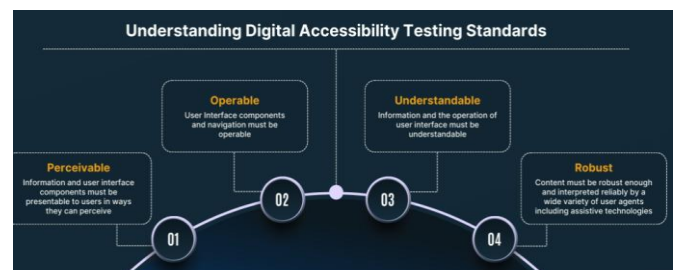 Understanding Digital Accessibility Testing Standards
Operable
User Interface components
and navigation must be
operable
Understandable
Information and the operation of
user interface must be
understandable
Perceivable
Information and user interface
components must be
presentable to users in ways
they can perceive
Robust
Content must be robust enough
and interpreted reliably by a
wide variety of user agents
including assistive technologies
01
02
03
04